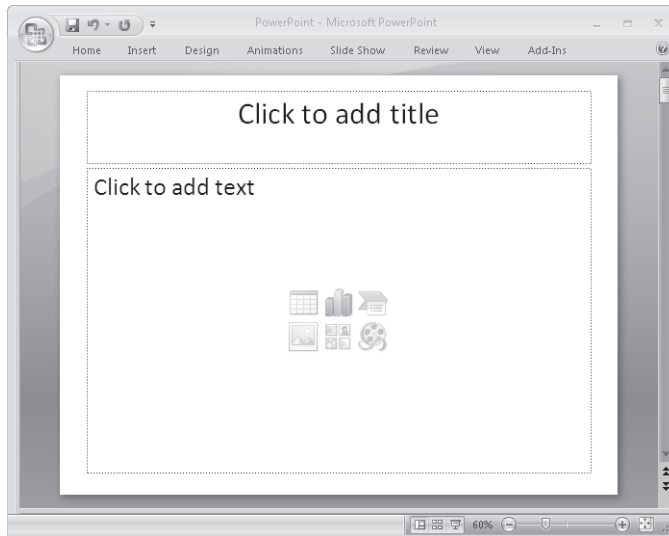 PowerPoint - Microsoft PowerPoint
Home Insert Design Animations Slide Show Review View Add-Ins
Click to add title
Click to add text
60%